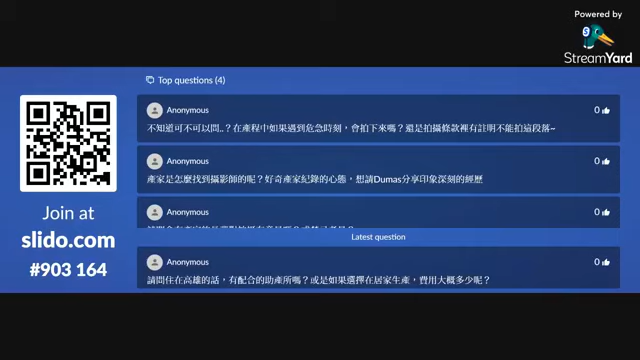 Powered by
StreamYard
Top questions (4)
Anonymous
0
不知道可不可以問..？在產程中如果遇到危急時刻，會拍下來嗎？還是拍攝條款裡有註明不能拍這段落~
Anonymous
0
產家是怎麼找到攝影師的呢？好奇產家紀錄的心態，想請Dumas分享印象深刻的經歷
Anonymous
0
Latest question
Anonymous
0
請問住在高雄的話，有配合的助產所嗎？或是如果選擇在居家生產，費用大概多少呢？
Join at
slido.com
#903 164